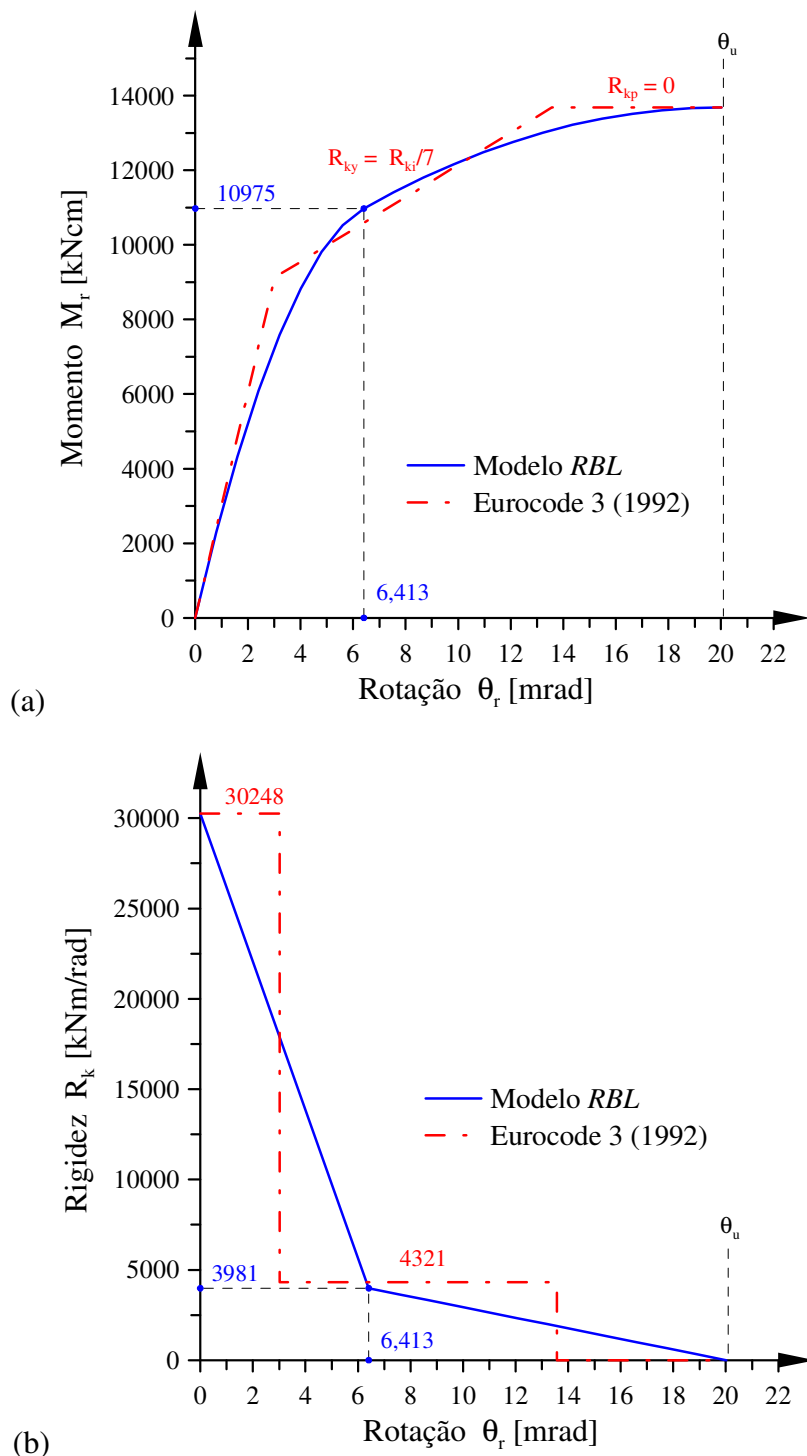 θu
14000
Rkp = 0
12000
Rky = Rki/7
10975
10000
8000
6000
4000
2000
0
Momento Mr [kNcm]
Modelo RBL
Eurocode 3 (1992)
6,413
0 2 4 6 8 10 12 14 16 18 20 22
Rotação θr [mrad]
(a)
30248
30000
25000
20000
15000
10000
5000
0
Rigidez Rk [kNm/rad]
Modelo RBL
Eurocode 3 (1992)
θu
4321
3981
6,413
0 2 4 6 8 10 12 14 16 18 20 22
Rotação θr [mrad]
(b)